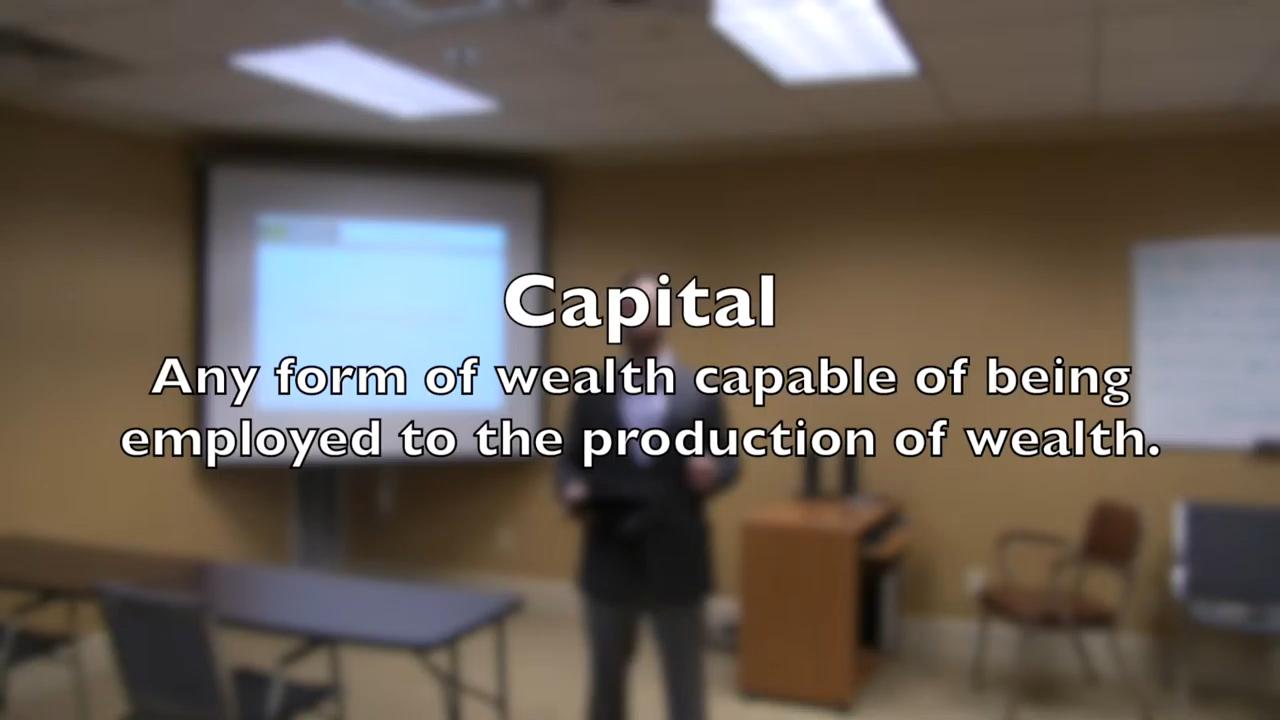 Capital
Any form of wealth capable of being
employed to the production of wealth.